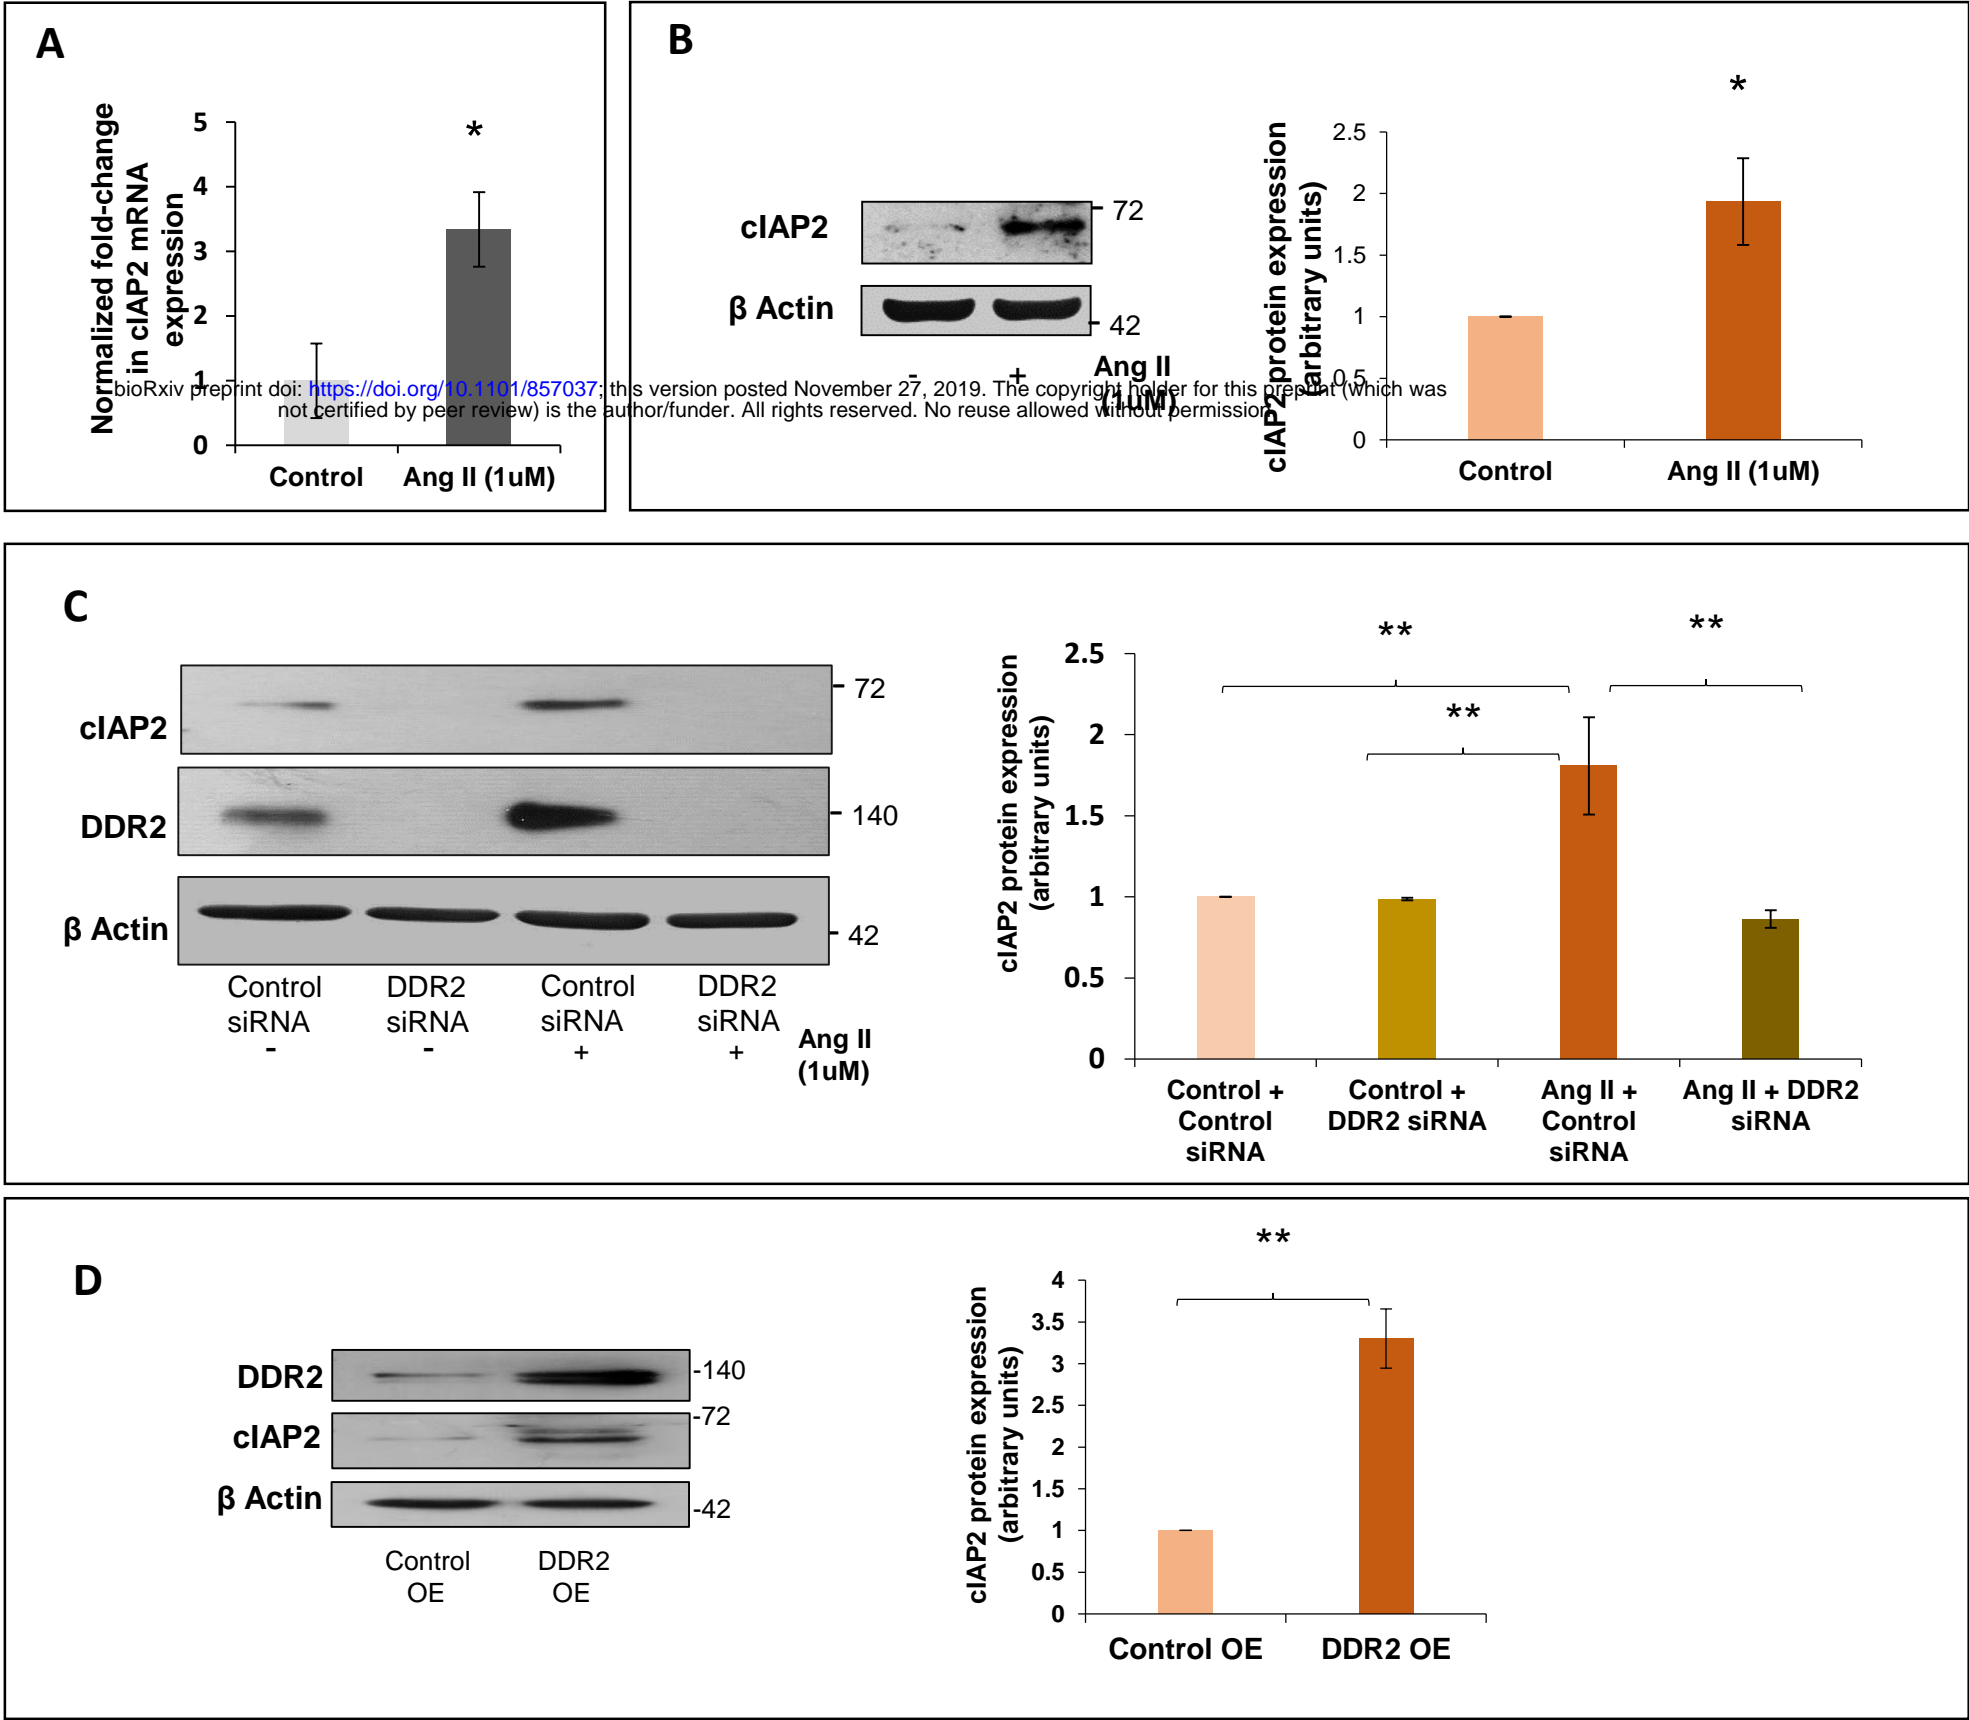 A
Normalized fold-change
in cIAP2 mRNA
expression
5
4
3
2
1
0
*
Control
Ang II (1uM)
B
cIAP2
72
β Actin
42
-
+
Ang II
(1uM)
cIAP2 protein expression
(arbitrary units)
2.5
2
1.5
1
0.5
0
*
Control
Ang II (1uM)
bioRxiv preprint doi: https://doi.org/10.1101/857037; this version posted November 27, 2019. The copyright holder for this preprint (which was
not certified by peer review) is the author/funder. All rights reserved. No reuse allowed without permission.
C
cIAP2
72
DDR2
140
β Actin
42
Control
siRNA
-
DDR2
siRNA
-
Control
siRNA
+
DDR2
siRNA
+
Ang II
(1uM)
cIAP2 protein expression
(arbitrary units)
2.5
2
1.5
1
0.5
0
**
**
**
Control +
Control
siRNA
Control +
DDR2 siRNA
Ang II +
Control
siRNA
Ang II + DDR2
siRNA
D
DDR2
-140
cIAP2
-72
β Actin
-42
Control
OE
DDR2
OE
cIAP2 protein expression
(arbitrary units)
4
3.5
3
2.5
2
1.5
1
0.5
0
**
Control OE
DDR2 OE